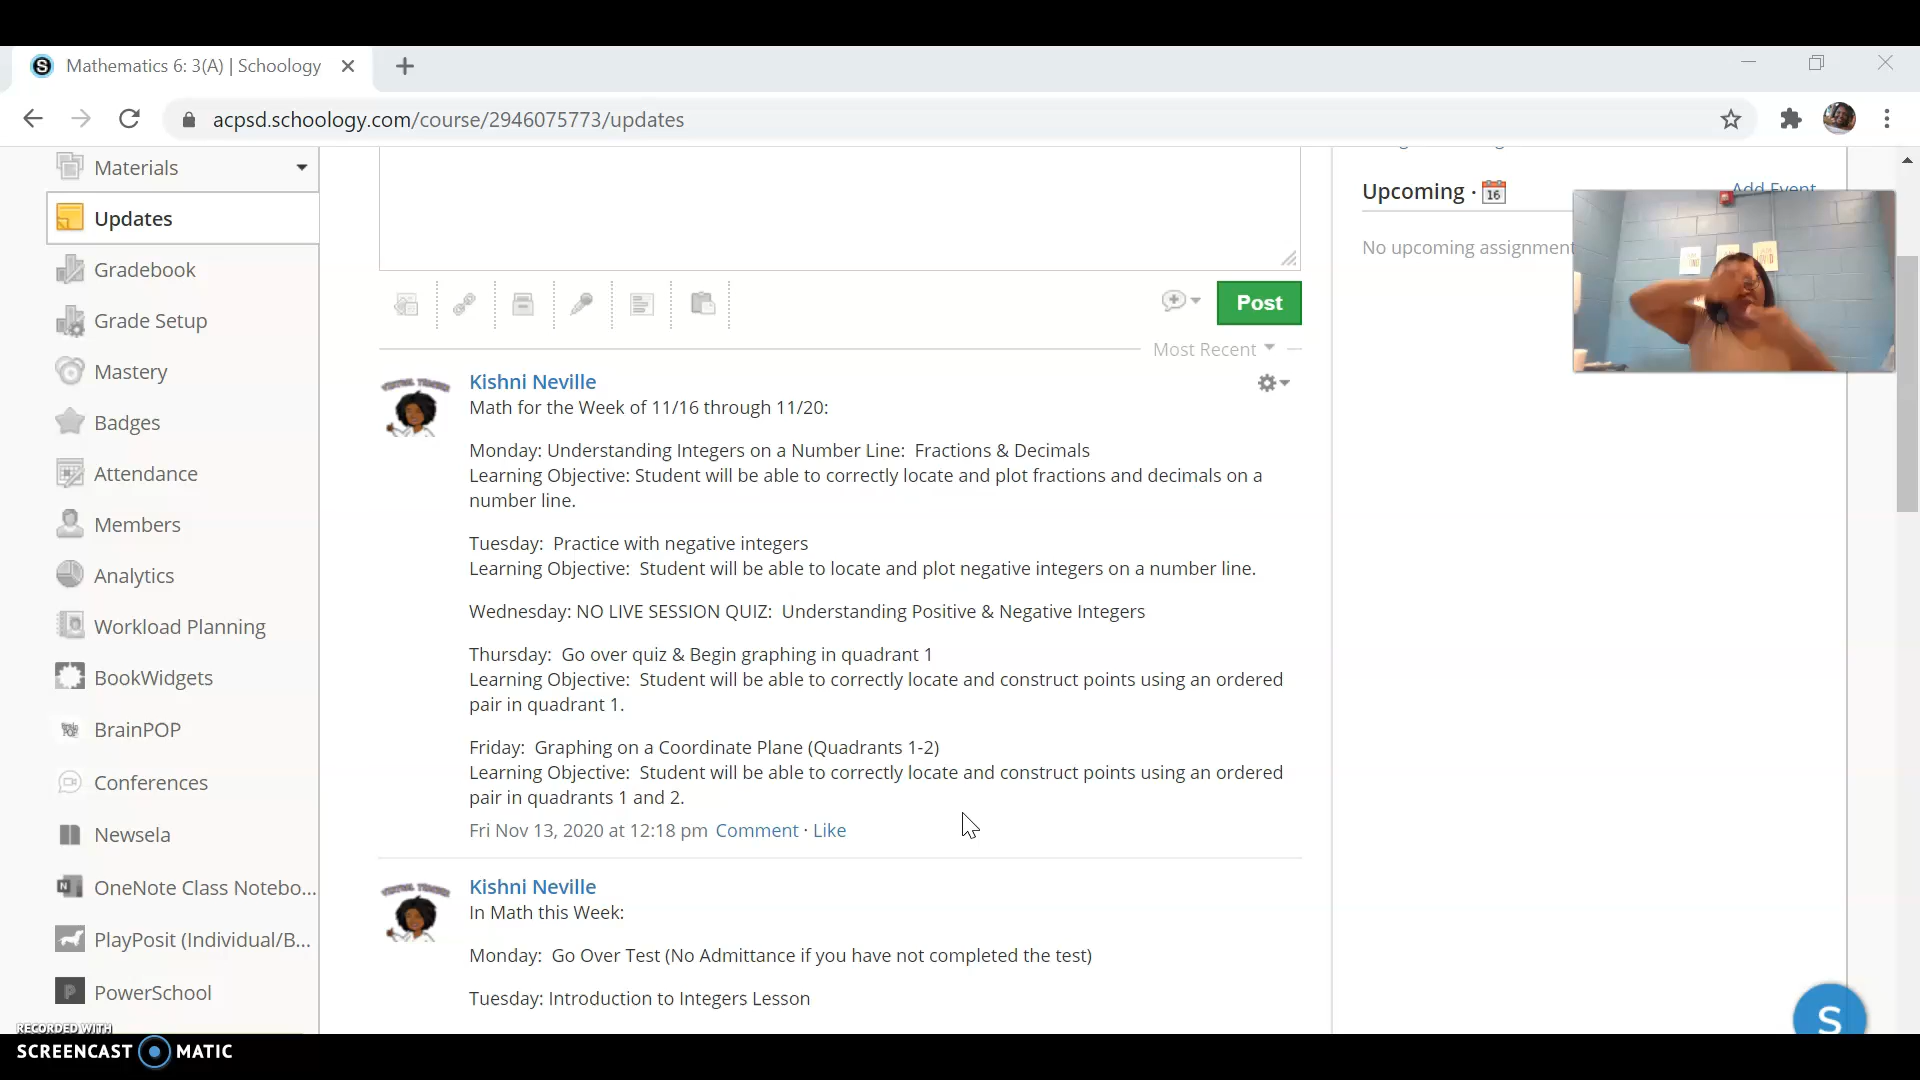 Mathematics 6: 3(A) | Schoology
acpsd.schoology.com/course/2946075773/updates
Materials
Updates
Gradebook
Grade Setup
Mastery
Badges
Attendance
Members
Analytics
Workload Planning
BookWidgets
BrainPOP
Conferences
Newsela
OneNote Class Notebo...
PlayPosit (Individual/B...
PowerSchool
Post
Most Recent
Kishni Neville
Math for the Week of 11/16 through 11/20:
Monday: Understanding Integers on a Number Line: Fractions & Decimals
Learning Objective: Student will be able to correctly locate and plot fractions and decimals on a
number line.
Tuesday: Practice with negative integers
Learning Objective: Student will be able to locate and plot negative integers on a number line.
Wednesday: NO LIVE SESSION QUIZ: Understanding Positive & Negative Integers
Thursday: Go over quiz & Begin graphing in quadrant 1
Learning Objective: Student will be able to correctly locate and construct points using an ordered
pair in quadrant 1.
Friday: Graphing on a Coordinate Plane (Quadrants 1-2)
Learning Objective: Student will be able to correctly locate and construct points using an ordered
pair in quadrants 1 and 2.
Fri Nov 13, 2020 at 12:18 pm Comment · Like
Kishni Neville
In Math this Week:
Monday: Go Over Test (No Admittance if you have not completed the test)
Tuesday: Introduction to Integers Lesson
Upcoming · 16
Add Event
No upcoming assignment
S
RECORDED WITH
SCREENCAST MATIC